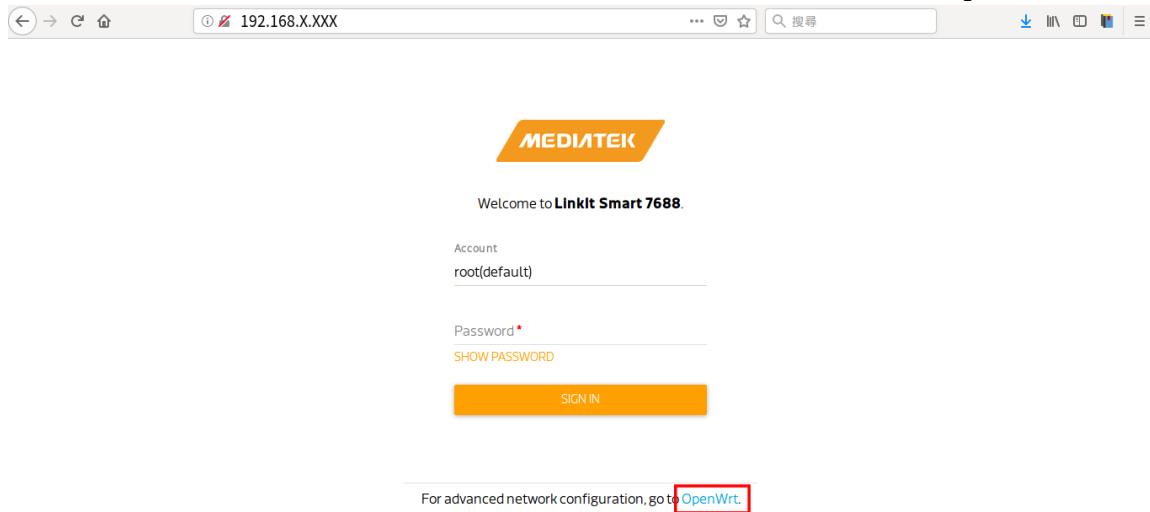 192.168.X.XXX
搜尋
MEDIATEK
Welcome to LinkIt Smart 7688.
Account
root(default)
Password *
SHOW PASSWORD
SIGN IN
For advanced network configuration, go to OpenWrt.